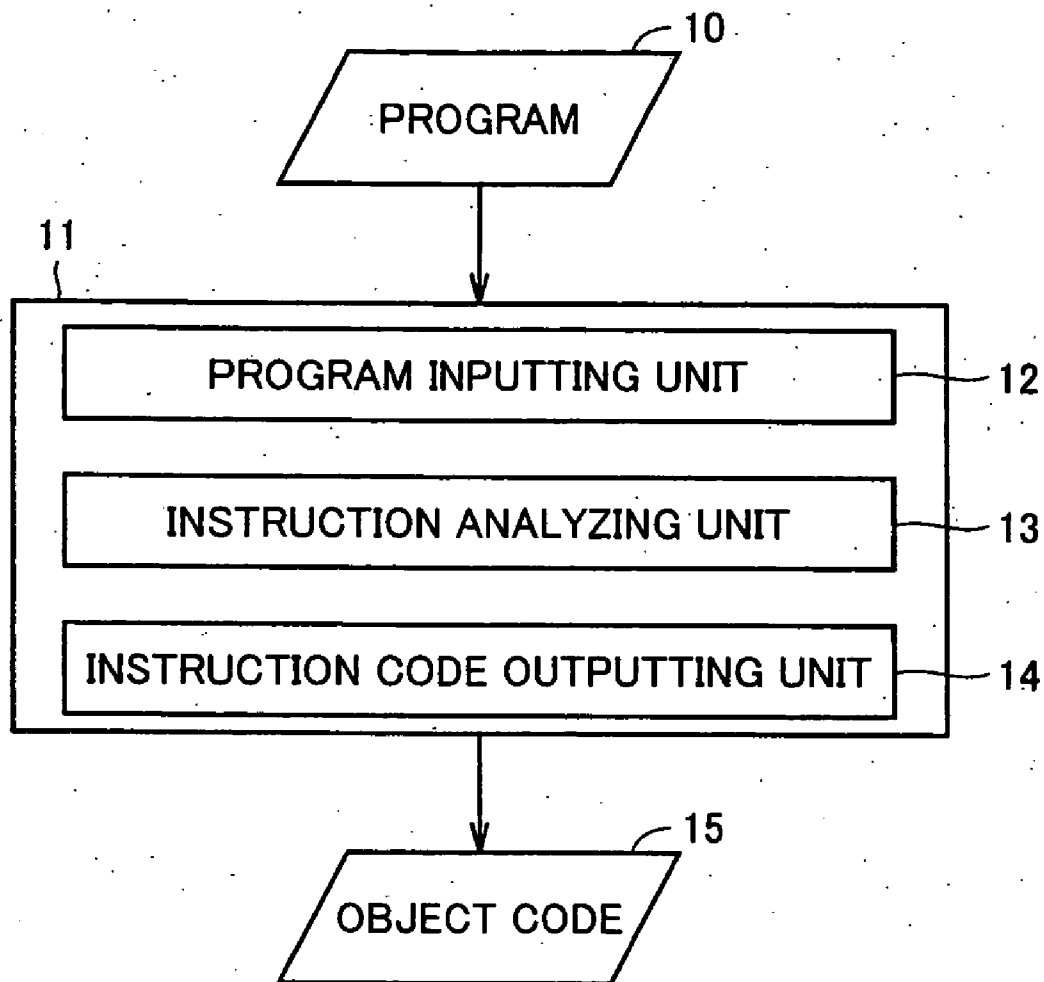 10
PROGRAM
11
PROGRAM INPUTTING UNIT
12
INSTRUCTION ANALYZING UNIT
13
INSTRUCTION CODE OUTPUTTING UNIT
14
15
OBJECT CODE